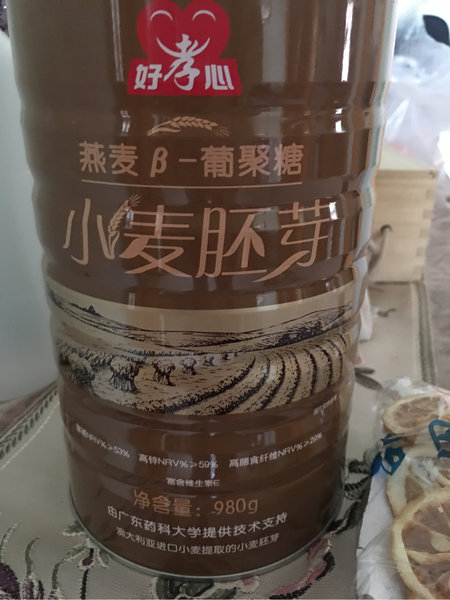 好孝心
燕麦β-葡聚糖
小麦胚芽
NRV%≥53% 高锌NRV%≥59% 高膳食纤维NRV%≥29%
富含维生素E
净含量: 980g
由广东药科大学提供技术支持
澳大利亚进口小麦提取的小麦胚芽